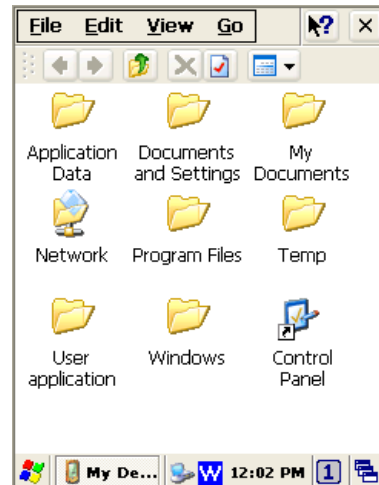 File Edit View Go ?
Application Data
Documents and Settings
My Documents
Network
Program Files
Temp
User application
Windows
Control Panel
My De... W 12:02 PM 1